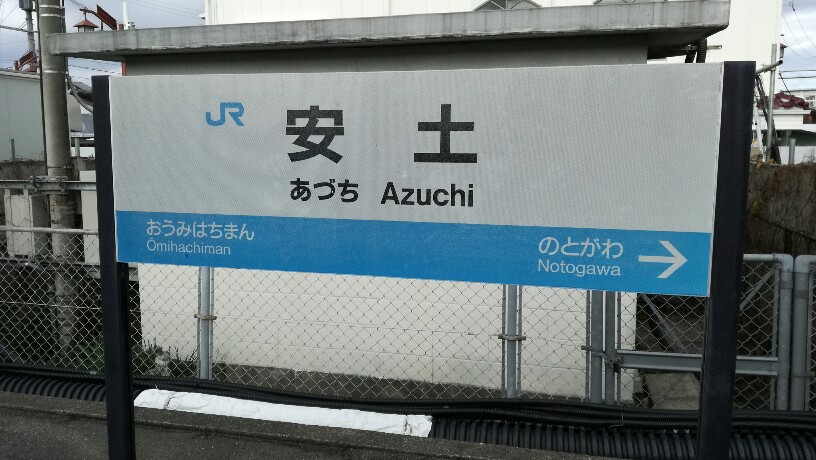 JR
安土
あづち Azuchi
おうみはちまん
Ōmihachiman
のとがわ
Notogawa